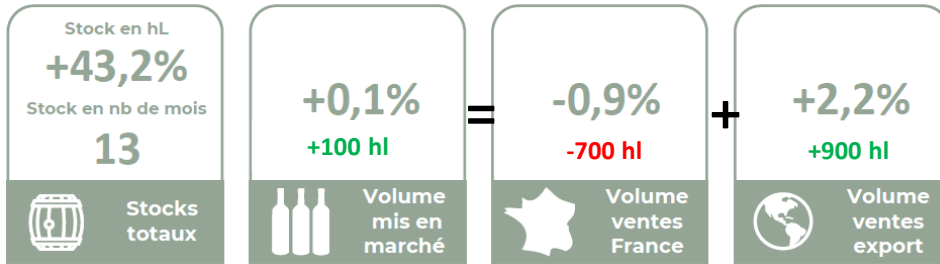 Stock en hL
+43,2%
Stock en nb de mois
13
Stocks
totaux
+0,1%
+100 hl
Volume
mis en
marché
=
-0,9%
-700 hl
Volume
ventes
France
+
+2,2%
+900 hl
Volume
ventes
export